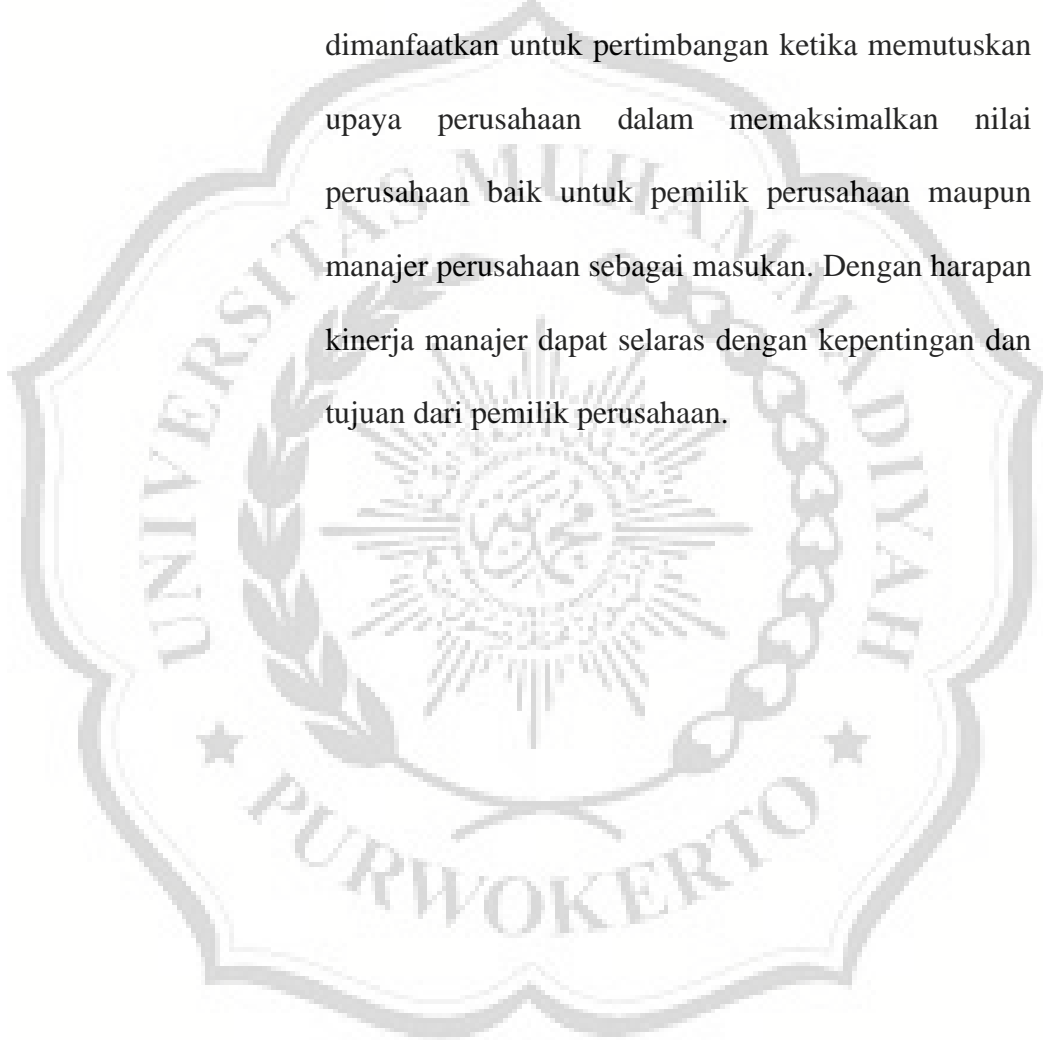 dimanfaatkan untuk pertimbangan ketika memutuskan
upaya perusahaan dalam memaksimalkan nilai
perusahaan baik untuk pemilik perusahaan maupun
manajer perusahaan sebagai masukan. Dengan harapan
kinerja manajer dapat selaras dengan kepentingan dan
tujuan dari pemilik perusahaan.
UNIVERSITAS MUHAMMADIYAH
PURWOKERTO